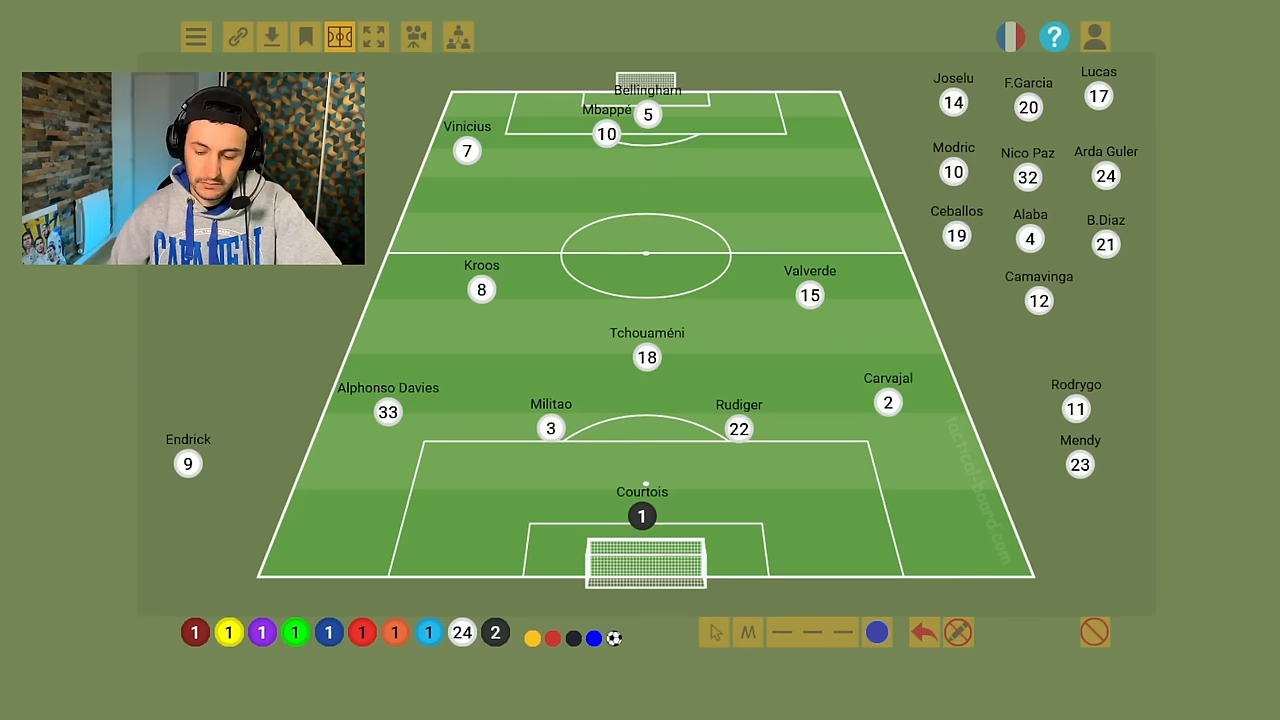 ?
Joselu
14
F.Garcia
20
Lucas
17
Bellingham
5
Mbappé
10
Vinicius
7
Modric
10
Nico Paz
32
Arda Guler
24
Ceballos
19
Alaba
4
B.Diaz
21
Kroos
8
Valverde
15
Camavinga
12
Tchouaméni
18
Alphonso Davies
33
Militao
3
Rudiger
22
Carvajal
2
Rodrygo
11
Endrick
9
Mendy
23
Courtois
1
tactical-board.com
1 1 1 1 1 1 1 1 24 2
M